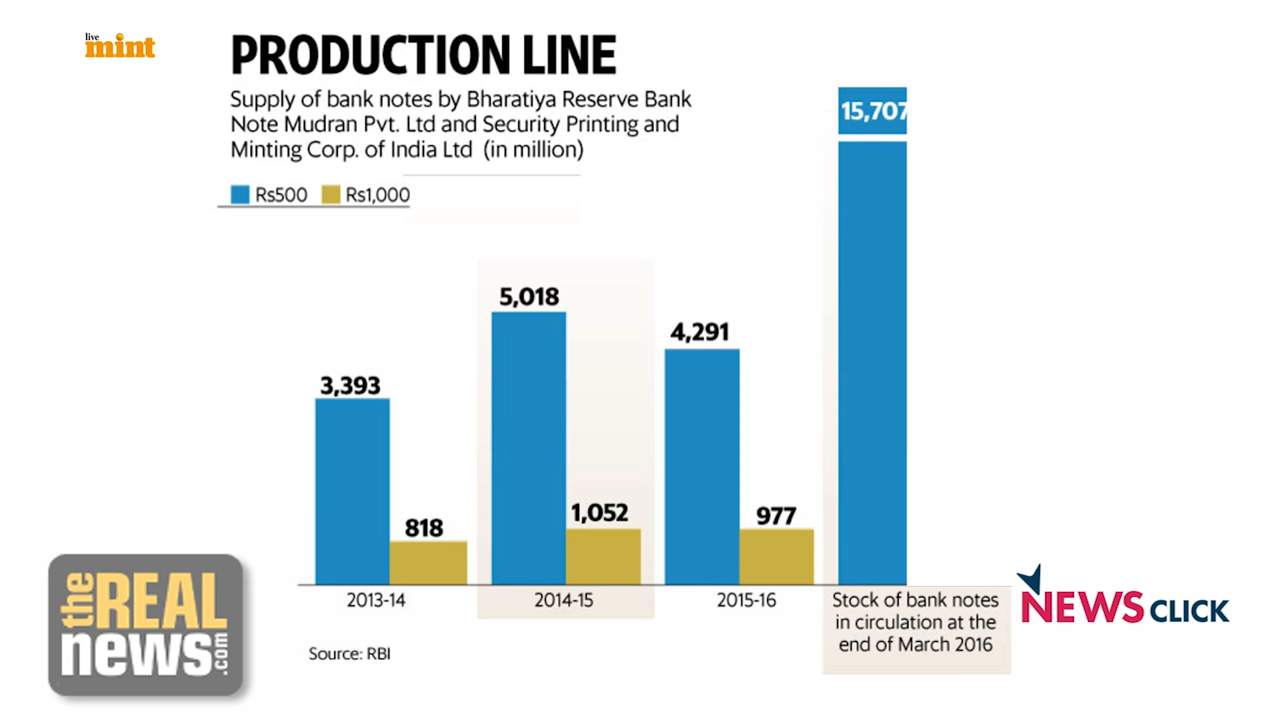 live
mint
PRODUCTION LINE
Supply of bank notes by Bharatiya Reserve Bank
Note Mudran Pvt. Ltd and Security Printing and
Minting Corp. of India Ltd (in million)
Rs500 Rs1,000
15,707
5,018
4,291
3,393
1,052
977
818
2013-14 2014-15 2015-16
Stock of bank notes
in circulation at the
end of March 2016
Source: RBI
the REAL
news.com
NEWS CLICK